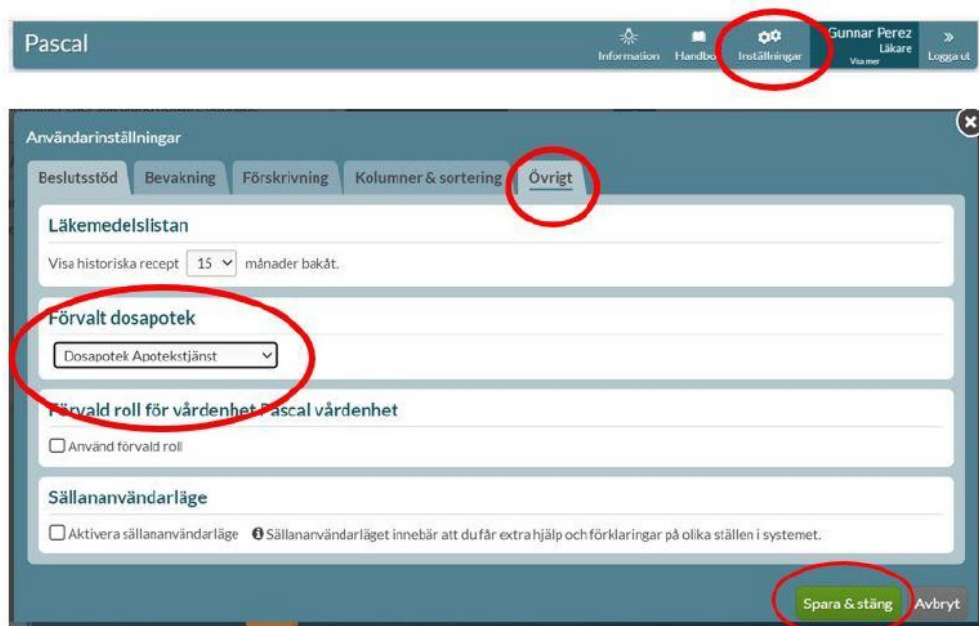 Pascal
Information Handbo Inställningar Gunnar Perez Läkare Visa mer Logga ut
Användarinställningar
Beslutsstöd Bevakning Förskrivning Kolumner & sortering Övrigt
Läkemedelslistan
Visa historiska recept 15 månader bakåt.
Förvalt dosapotek
Dosapotek Apotekstjänst
Förvald roll för vårdenhet Pascal vårdenhet
Använd förvald roll
Sällananvändarläge
Aktivera sällananvändarläge Sällananvändarläget innebär att du får extra hjälp och förklaringar på olika ställen i systemet.
Spara & stäng Avbryt